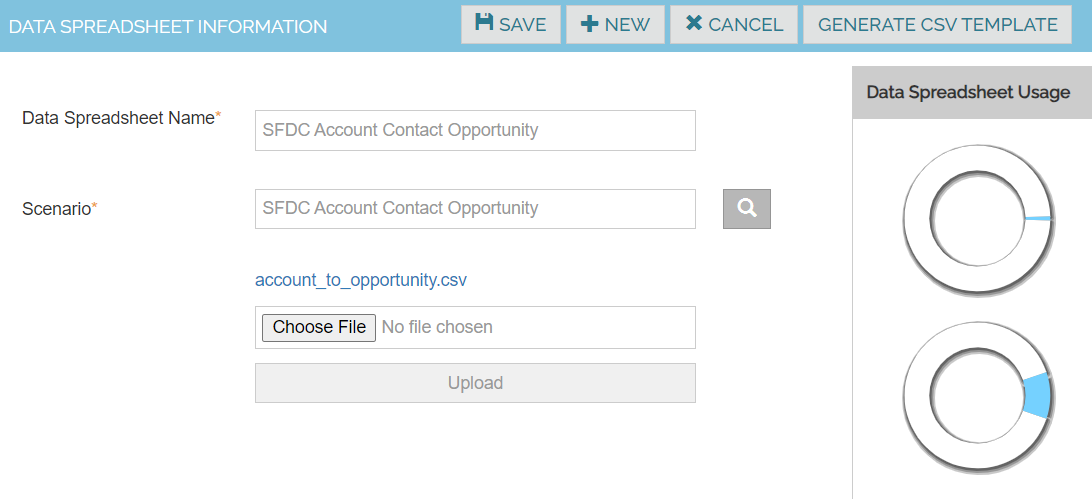 DATA SPREADSHEET INFORMATION
SAVE
NEW
CANCEL
GENERATE CSV TEMPLATE
Data Spreadsheet Name*
SFDC Account Contact Opportunity
Scenario*
SFDC Account Contact Opportunity
account_to_opportunity.csv
Choose File No file chosen
Upload
Data Spreadsheet Usage